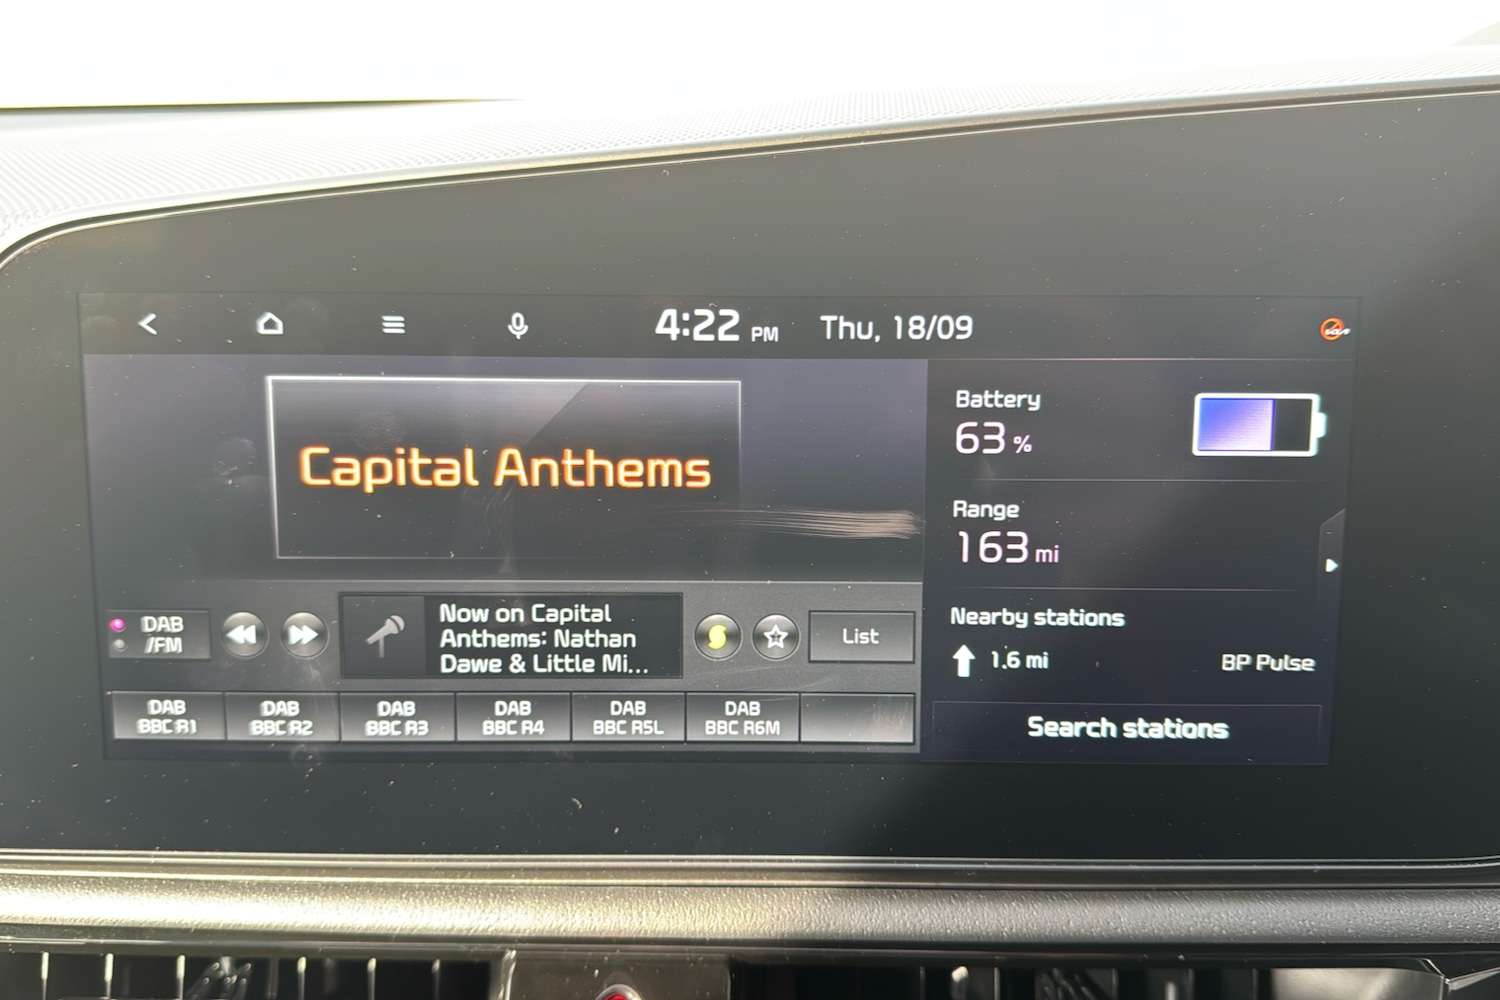 4:22 PM Thu, 18/09
Capital Anthems
DAB
/FM
Now on Capital
Anthems: Nathan
Dawe & Little Mi...
List
DAB
BBC R1
DAB
BBC R2
DAB
BBC R3
DAB
BBC R4
DAB
BBC R5L
DAB
BBC R6M
Battery
63 %
Range
163 mi
Nearby stations
1.6 mi BP Pulse
Search stations